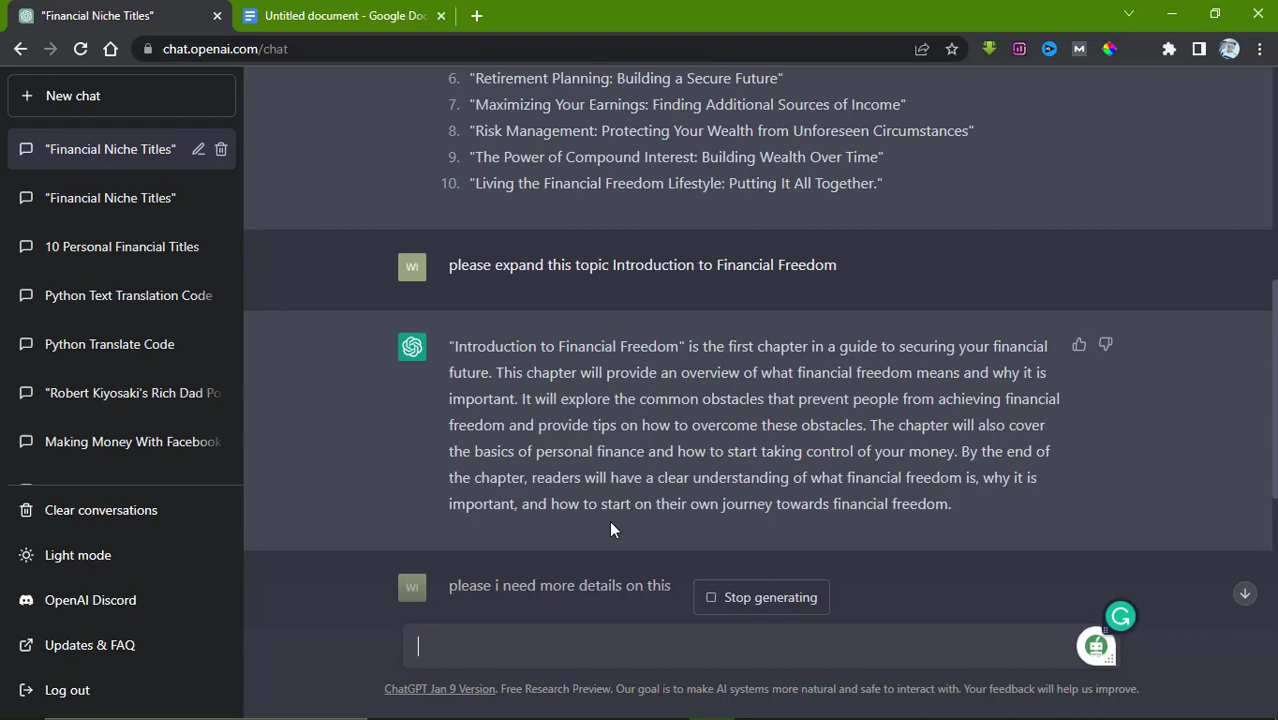 "Financial Niche Titles"
Untitled document - Google Doc
chat.openai.com/chat
New chat
"Financial Niche Titles"
"Financial Niche Titles"
10 Personal Financial Titles
Python Text Translation Code
Python Translate Code
"Robert Kiyosaki's Rich Dad Po
Making Money With Facebook
Clear conversations
Light mode
OpenAI Discord
Updates & FAQ
Log out
6. "Retirement Planning: Building a Secure Future"
7. "Maximizing Your Earnings: Finding Additional Sources of Income"
8. "Risk Management: Protecting Your Wealth from Unforeseen Circumstances"
9. "The Power of Compound Interest: Building Wealth Over Time"
10. "Living the Financial Freedom Lifestyle: Putting It All Together."
WI
please expand this topic Introduction to Financial Freedom
"Introduction to Financial Freedom" is the first chapter in a guide to securing your financial
future. This chapter will provide an overview of what financial freedom means and why it is
important. It will explore the common obstacles that prevent people from achieving financial
freedom and provide tips on how to overcome these obstacles. The chapter will also cover
the basics of personal finance and how to start taking control of your money. By the end of
the chapter, readers will have a clear understanding of what financial freedom is, why it is
important, and how to start on their own journey towards financial freedom.
WI
please i need more details on this
Stop generating
ChatGPT Jan 9 Version. Free Research Preview. Our goal is to make AI systems more natural and safe to interact with. Your feedback will help us improve.